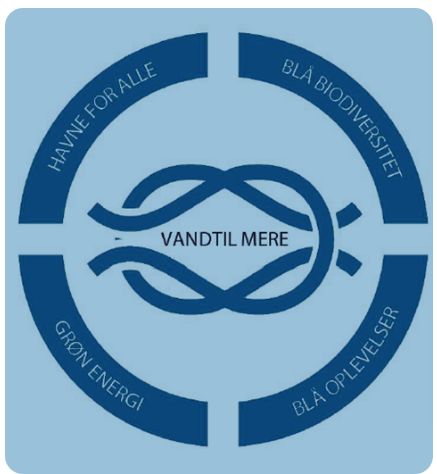 HAVNE FOR ALLE
BLÅ BIODIVERSITET
VANDTIL MERE
GRØN ENERGI
BLÅ OPLEVELSER